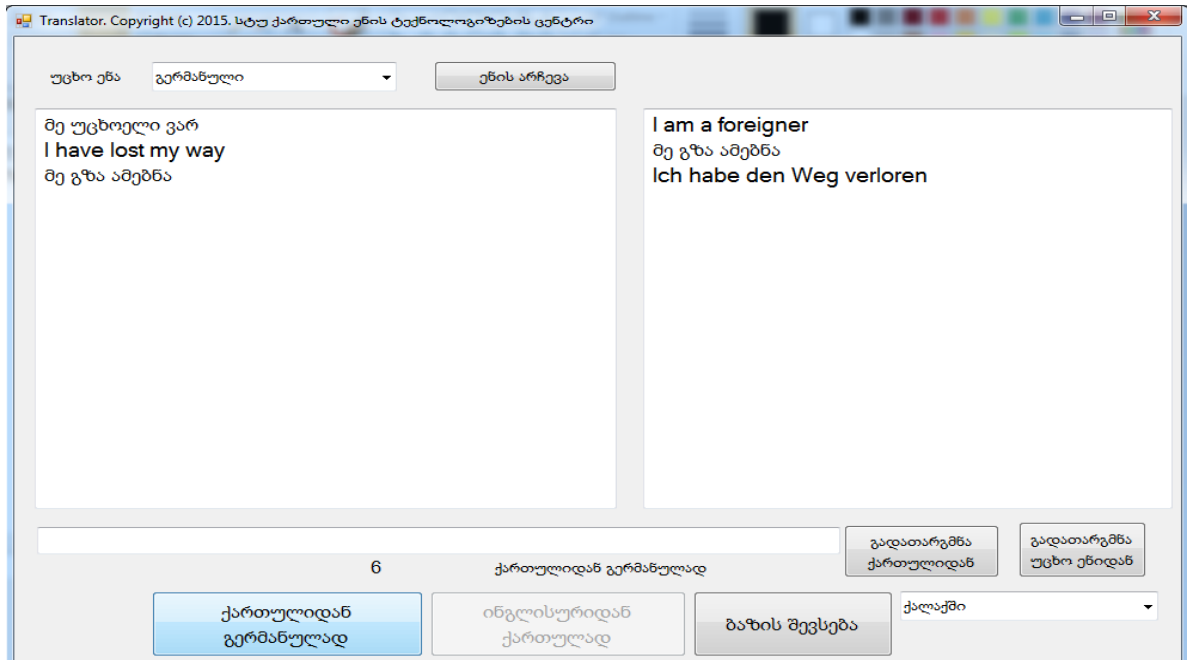 Translator. Copyright (c) 2015. სტუ ქართული ენის ტექნოლოგიზების ცენტრი
უცხო ენა
გერმანული
ენის არჩევა
მე უცხოელი ვარ
I have lost my way
მე გზა ამებნა
I am a foreigner
მე გზა ამებნა
Ich habe den Weg verloren
გადათარგმნა
ქართულიდან
გადათარგმნა
უცხო ენიდან
6
ქართულიდან გერმანულად
ქართულიდან
გერმანულად
ინგლისურიდან
ქართულად
ბაზის შევსება
ქალაქში